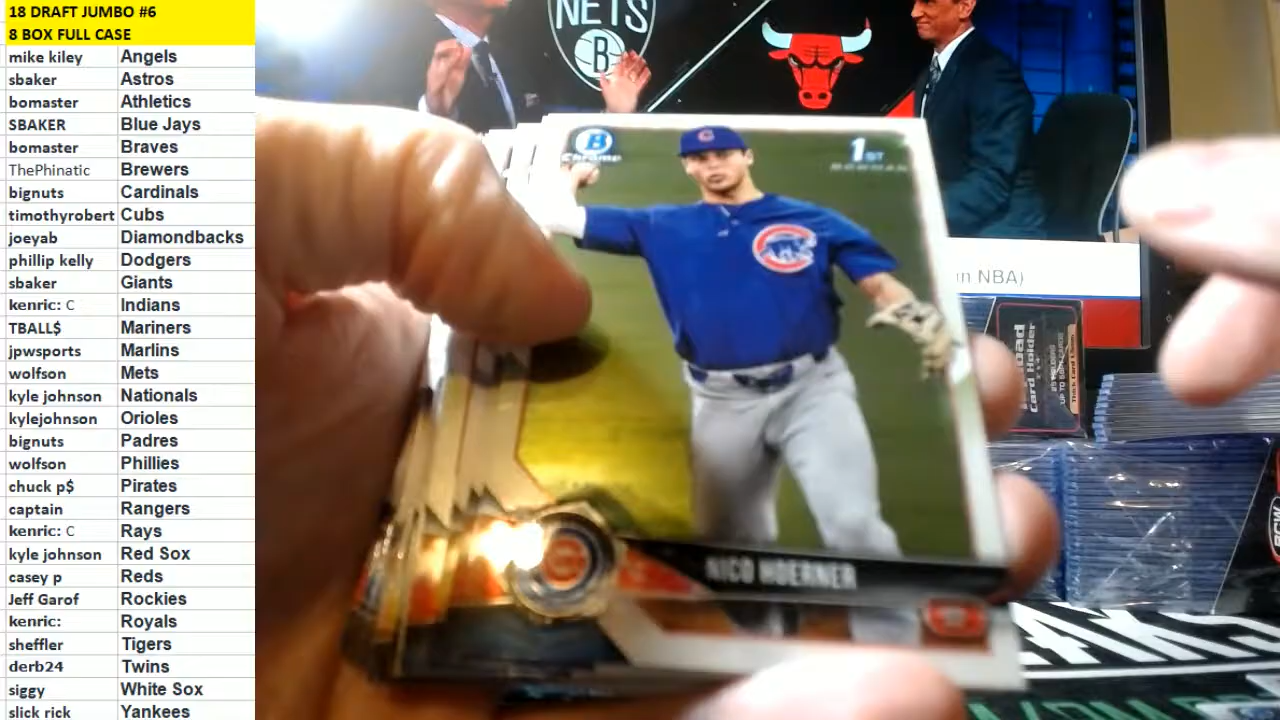 18 DRAFT JUMBO #6
8 BOX FULL CASE
mike kiley Angels
sbaker Astros
bomaster Athletics
SBAKER Blue Jays
bomaster Braves
ThePhinatic Brewers
bignuts Cardinals
timothyrobert Cubs
joeyab Diamondbacks
phillip kelly Dodgers
sbaker Giants
kenric: C Indians
TBALL$ Mariners
jpwsports Marlins
wolfson Mets
kyle johnson Nationals
kylejohnson Orioles
bignuts Padres
wolfson Phillies
chuck p$ Pirates
captain Rangers
kenric: C Rays
kyle johnson Red Sox
casey p Reds
Jeff Garof Rockies
kenric: Royals
sheffler Tigers
derb24 Twins
siggy White Sox
slick rick Yankees
NETS
B
B
Chrome
1ST
BOWMAN
C
NICO HOERNER
in NBA)
Card Holder